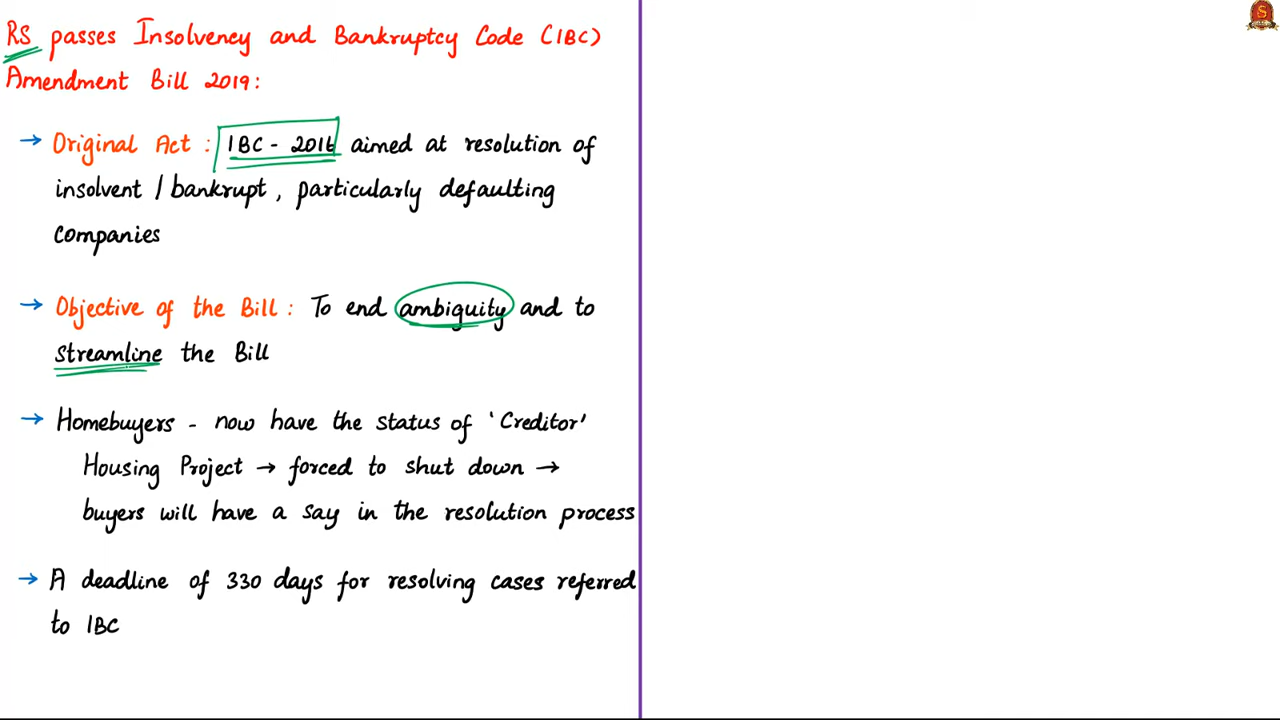 RS passes Insolvency and Bankruptcy Code (IBC)
Amendment Bill 2019:
→ Original Act : IBC - 2016 aimed at resolution of
insolvent / bankrupt, particularly defaulting
companies
→ Objective of the Bill : To end ambiguity and to
streamline the Bill
→ Homebuyers - now have the status of 'Creditor'
Housing Project → forced to shut down →
buyers will have a say in the resolution process
→ A deadline of 330 days for resolving cases referred
to IBC